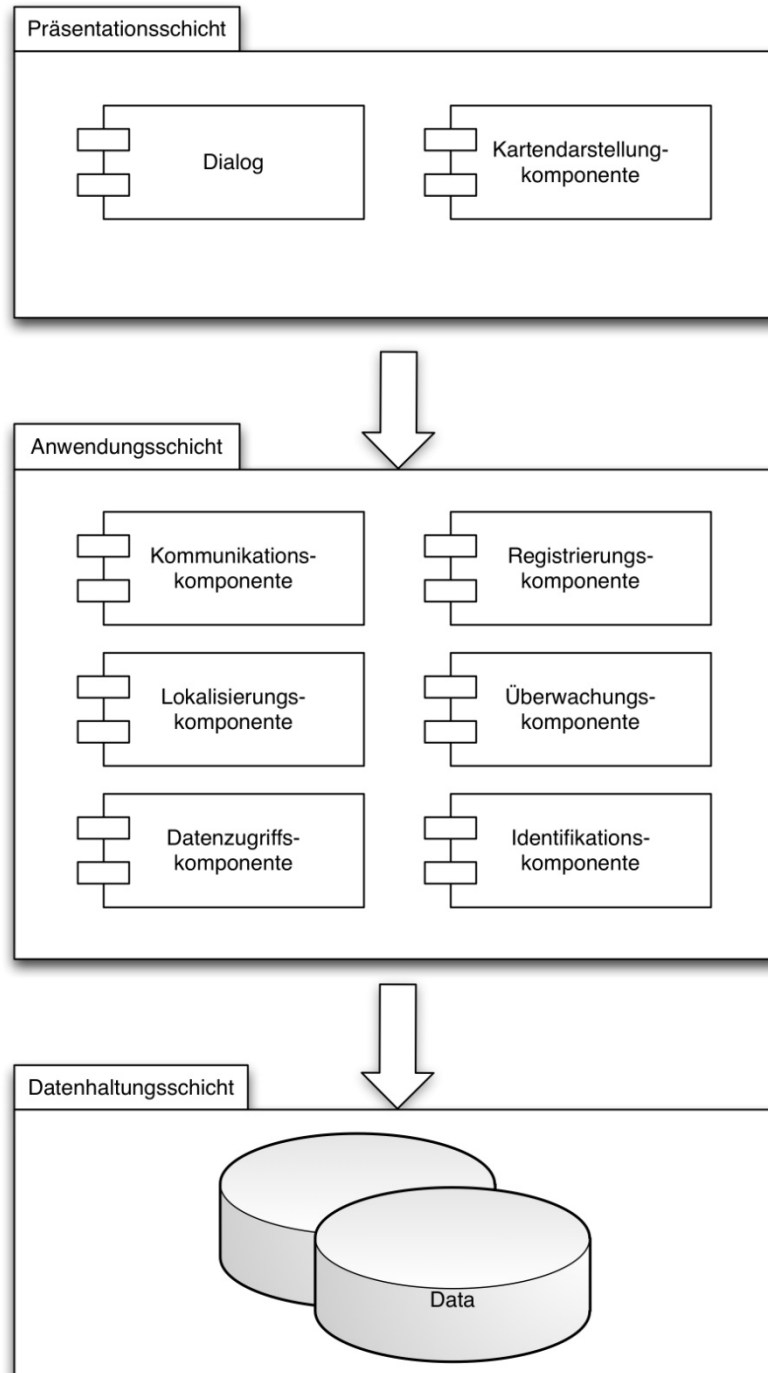 Präsentationsschicht
Dialog
Kartendarstellung-
komponente
Anwendungsschicht
Kommunikations-
komponente
Registrierungs-
komponente
Lokalisierungs-
komponente
Überwachungs-
komponente
Datenzugriffs-
komponente
Identifikations-
komponente
Datenhaltungsschicht
Data